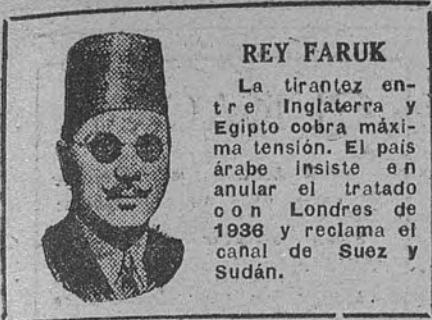 REY FARUK
La tirantez en-
tre Inglaterra y
Egipto cobra máxi-
ma tensión. El país
árabe insiste en
anular el tratado
con Londres de
1936 y reclama el
canal de Suez y
Sudán.